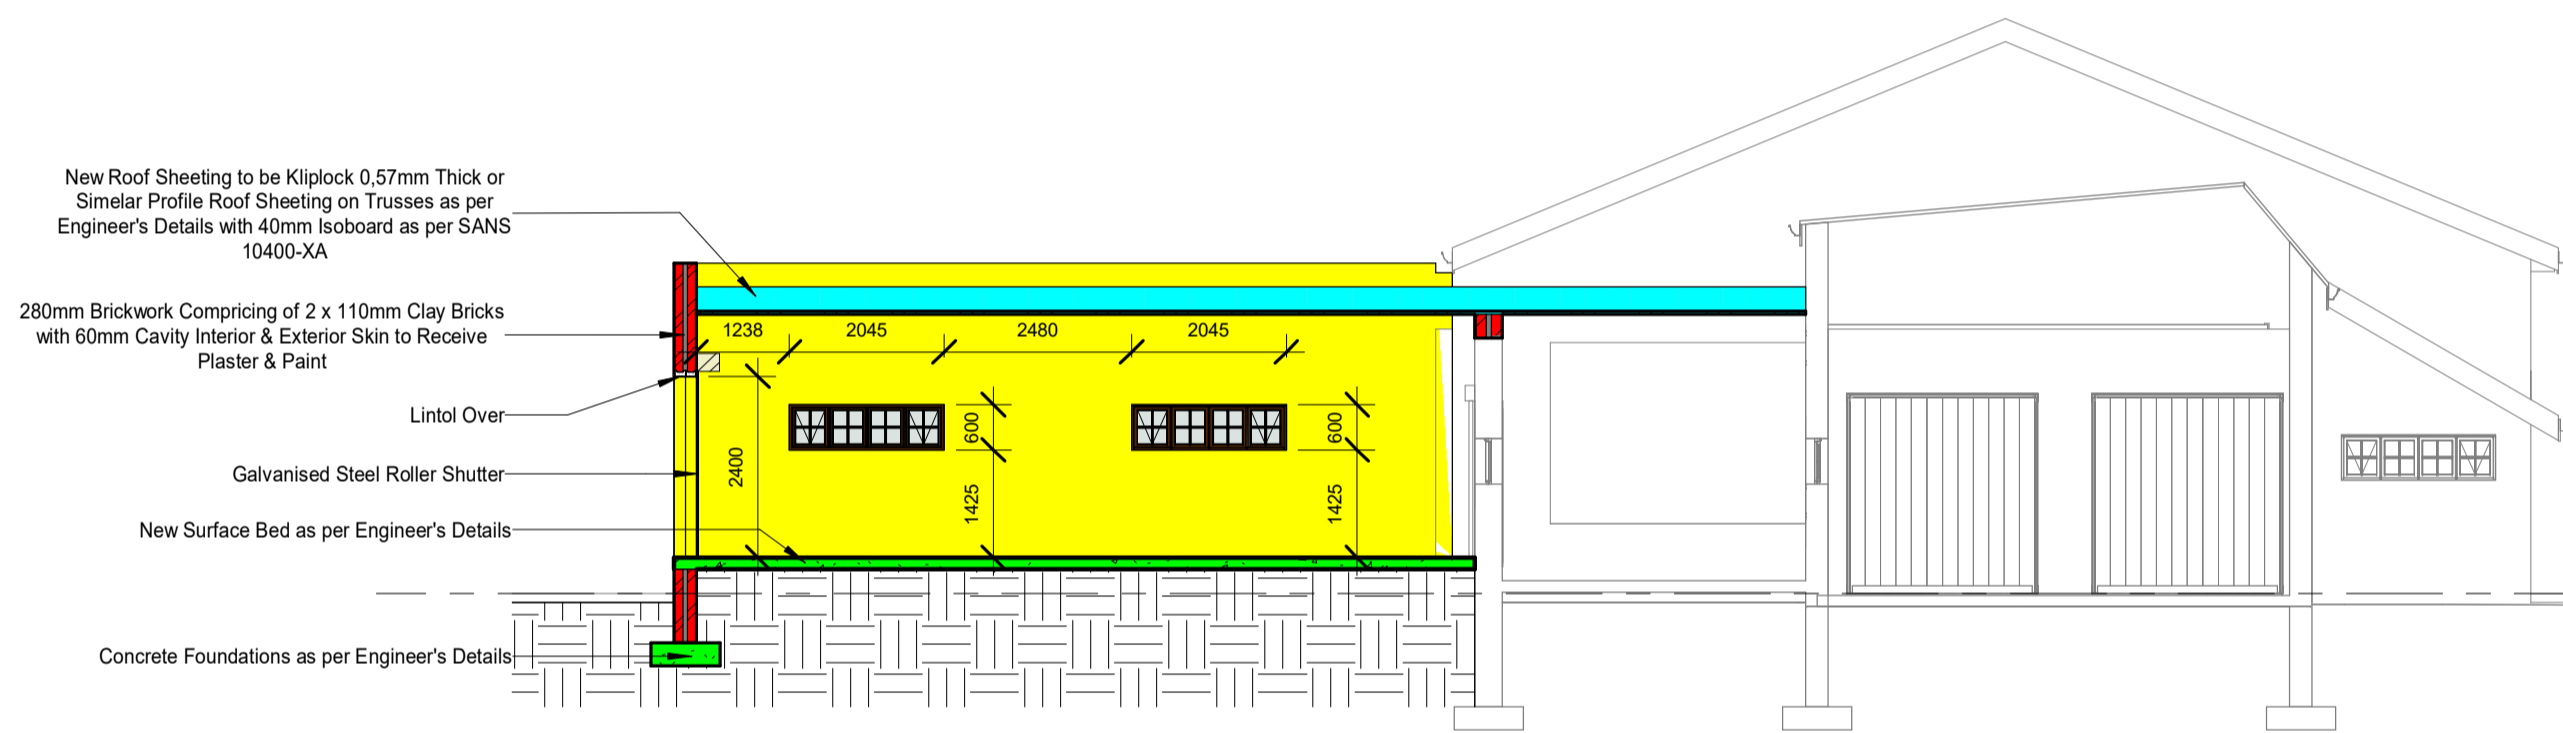 New Roof Sheeting to be Kliplock 0,57mm Thick or
Simelar Profile Roof Sheeting on Trusses as per
Engineer's Details with 40mm Isoboard as per SANS
10400-XA
280mm Brickwork Compricing of 2 x 110mm Clay Bricks
with 60mm Cavity Interior & Exterior Skin to Receive
Plaster & Paint
Lintol Over
Galvanised Steel Roller Shutter
New Surface Bed as per Engineer's Details
Concrete Foundations as per Engineer's Details
1238
2045
2480
2045
2400
600
1425
600
1425